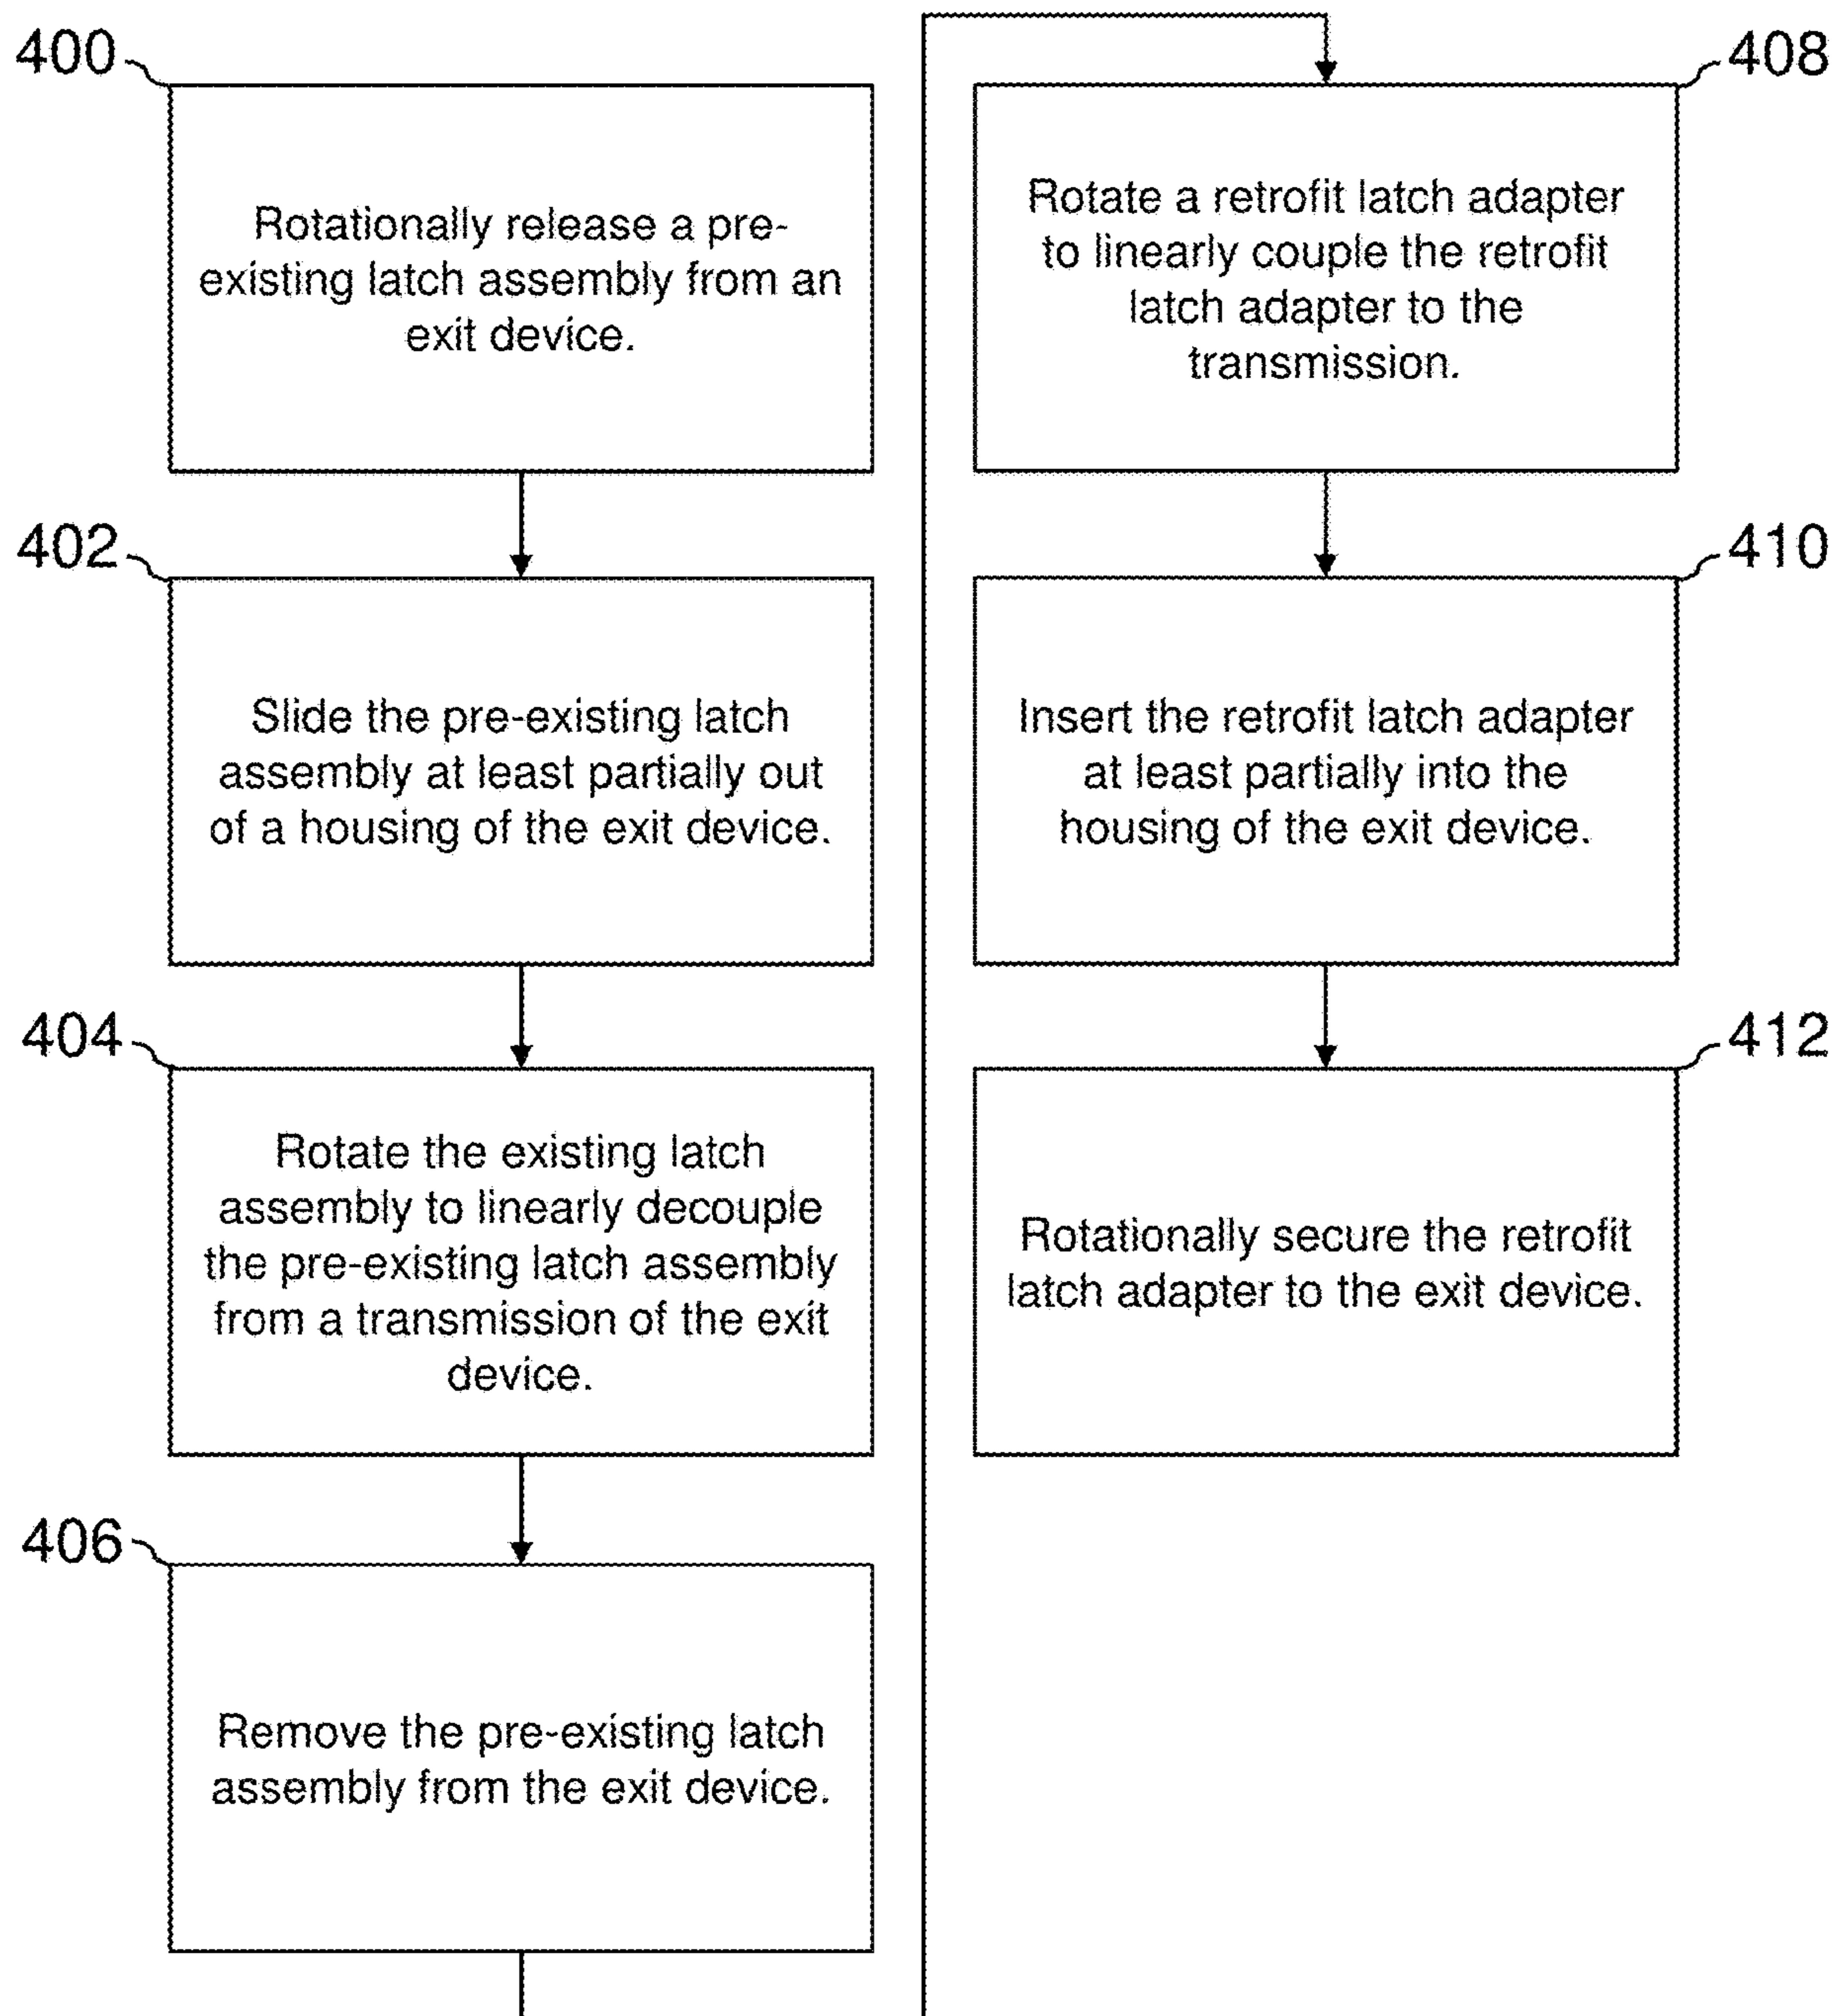 400
Rotationally release a pre-
existing latch assembly from an
exit device.
402
Slide the pre-existing latch
assembly at least partially out
of a housing of the exit device.
404
Rotate the existing latch
assembly to linearly decouple
the pre-existing latch assembly
from a transmission of the exit
device.
406
Remove the pre-existing latch
assembly from the exit device.
408
Rotate a retrofit latch adapter
to linearly couple the retrofit
latch adapter to the
transmission.
410
Insert the retrofit latch adapter
at least partially into the
housing of the exit device.
412
Rotationally secure the retrofit
latch adapter to the exit device.